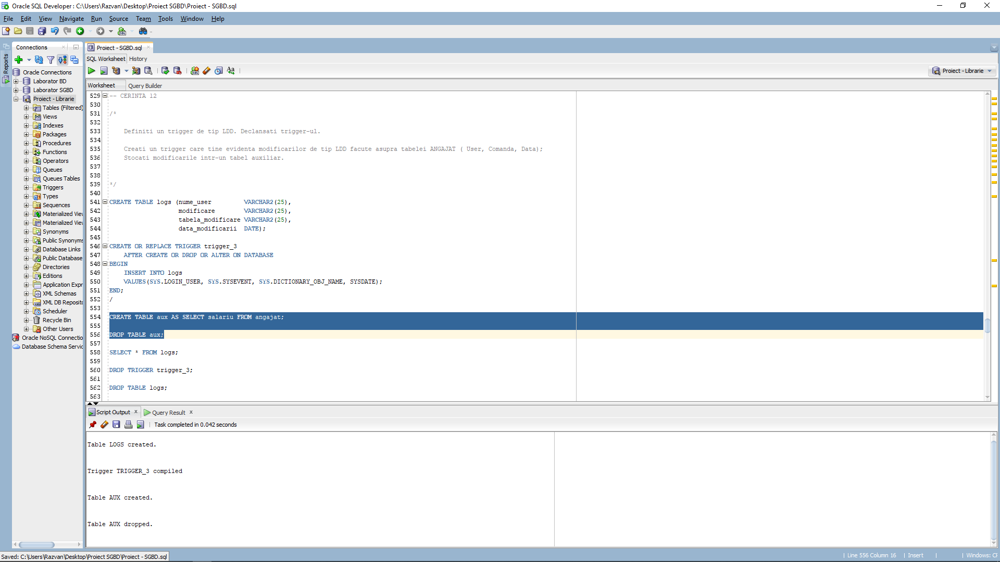 Oracle SQL Developer : C:\Users\Razvan\Desktop\Proiect SGBD\Proiect - SGBD.sql
File Edit View Navigate Run Source Team Tools Window Help
Reports
Connections
Oracle Connections
Laborator BD
Laborator SGBD
Proiect - Librarie
Tables (Filtered)
Views
Indexes
Packages
Procedures
Functions
Operators
Queues
Queues Tables
Triggers
Types
Sequences
Materialized Vie
Materialized Vie
Synonyms
Public Synonyms
Database Links
Public Database
Directories
Editions
Application Expr
XML Schemas
XML DB Reposito
Scheduler
Recycle Bin
Other Users
Oracle NoSQL Connectio
Database Schema Servic
Proiect - SGBD.sql
SQL Worksheet History
Proiect - Librarie
Worksheet Query Builder
529 -- CERINTA 12
530
531 /*
532
533 Definiti un trigger de tip LDD. Declansati trigger-ul.
534
535 Creati un trigger care tine evidenta modificarilor de tip LDD facute asupra tabelei ANGAJAT ( User, Comanda, Data);
536 Stocati modificarile intr-un tabel auxiliar.
537
538
539 */
540
541 CREATE TABLE logs (nume_user VARCHAR2(25),
542 modificare VARCHAR2(25),
543 tabela_modificare VARCHAR2(25),
544 data_modificarii DATE);
545
546 CREATE OR REPLACE TRIGGER trigger_3
547 AFTER CREATE OR DROP OR ALTER ON DATABASE
548 BEGIN
549 INSERT INTO logs
550 VALUES(SYS.LOGIN_USER, SYS.SYSEVENT, SYS.DICTIONARY_OBJ_NAME, SYSDATE);
551 END;
552 /
553
554 CREATE TABLE aux AS SELECT salariu FROM angajat;
555
556 DROP TABLE aux;
557
558 SELECT * FROM logs;
559
560 DROP TRIGGER trigger_3;
561
562 DROP TABLE logs;
563
Script Output x Query Result x
Task completed in 0.042 seconds
Table LOGS created.
Trigger TRIGGER_3 compiled
Table AUX created.
Table AUX dropped.
Saved: C:\Users\Razvan\Desktop\Proiect SGBD\Proiect - SGBD.sql
Line 556 Column 16 | Insert | | Windows: CR